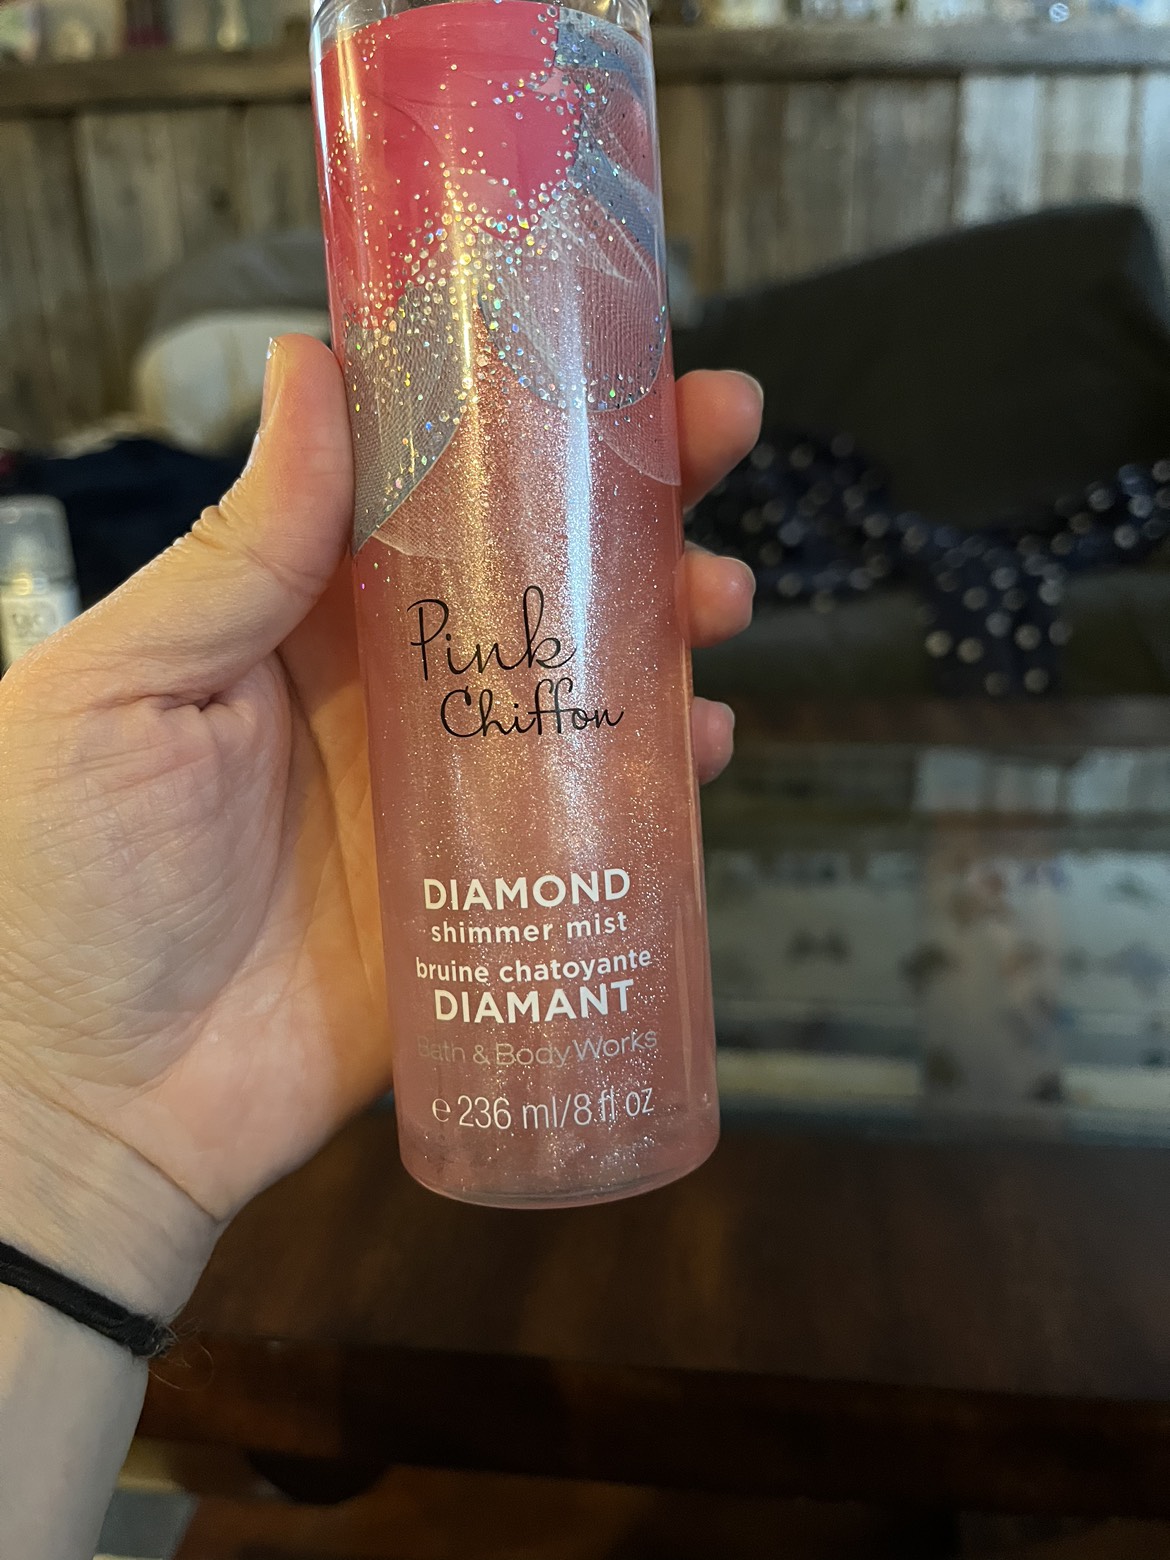 Pink
Chiffon
DIAMOND
shimmer mist
bruine chatoyante
DIAMANT
Bath & Body Works
e 236 ml/8 fl oz